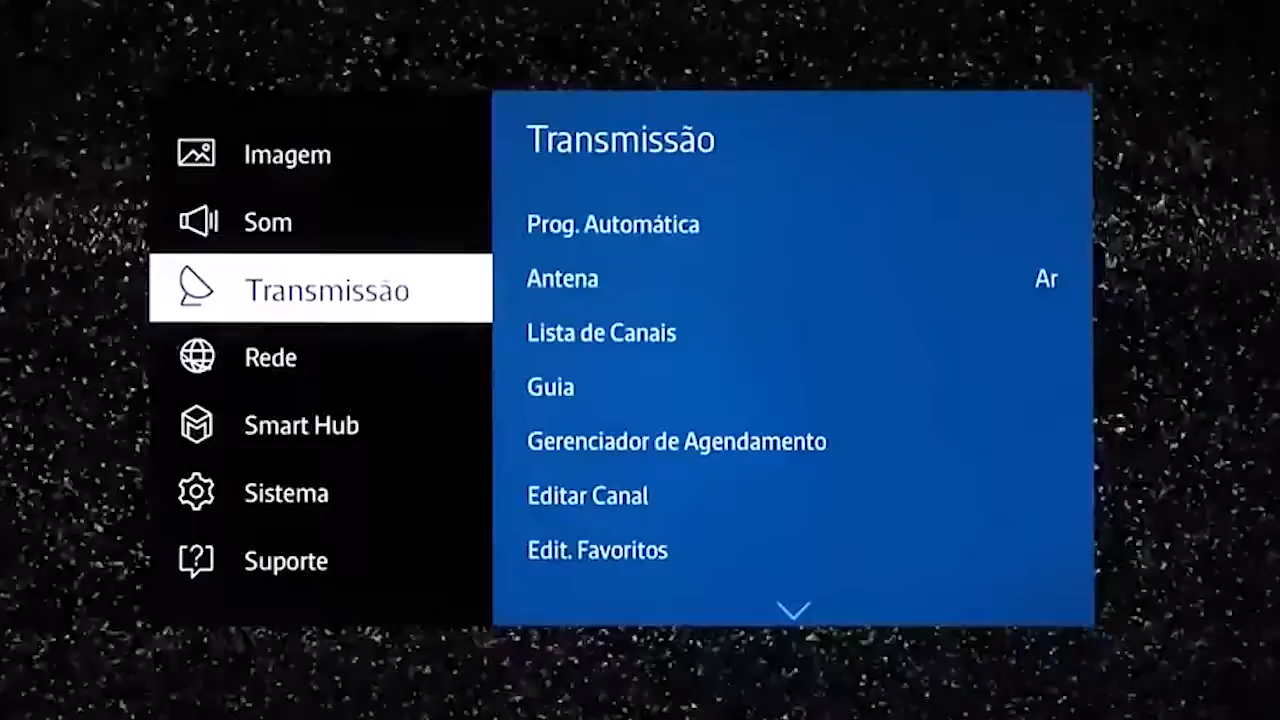 Imagem
Som
Transmissão
Rede
Smart Hub
Sistema
Suporte
Transmissão
Prog. Automática
Antena Ar
Lista de Canais
Guia
Gerenciador de Agendamento
Editar Canal
Edit. Favoritos